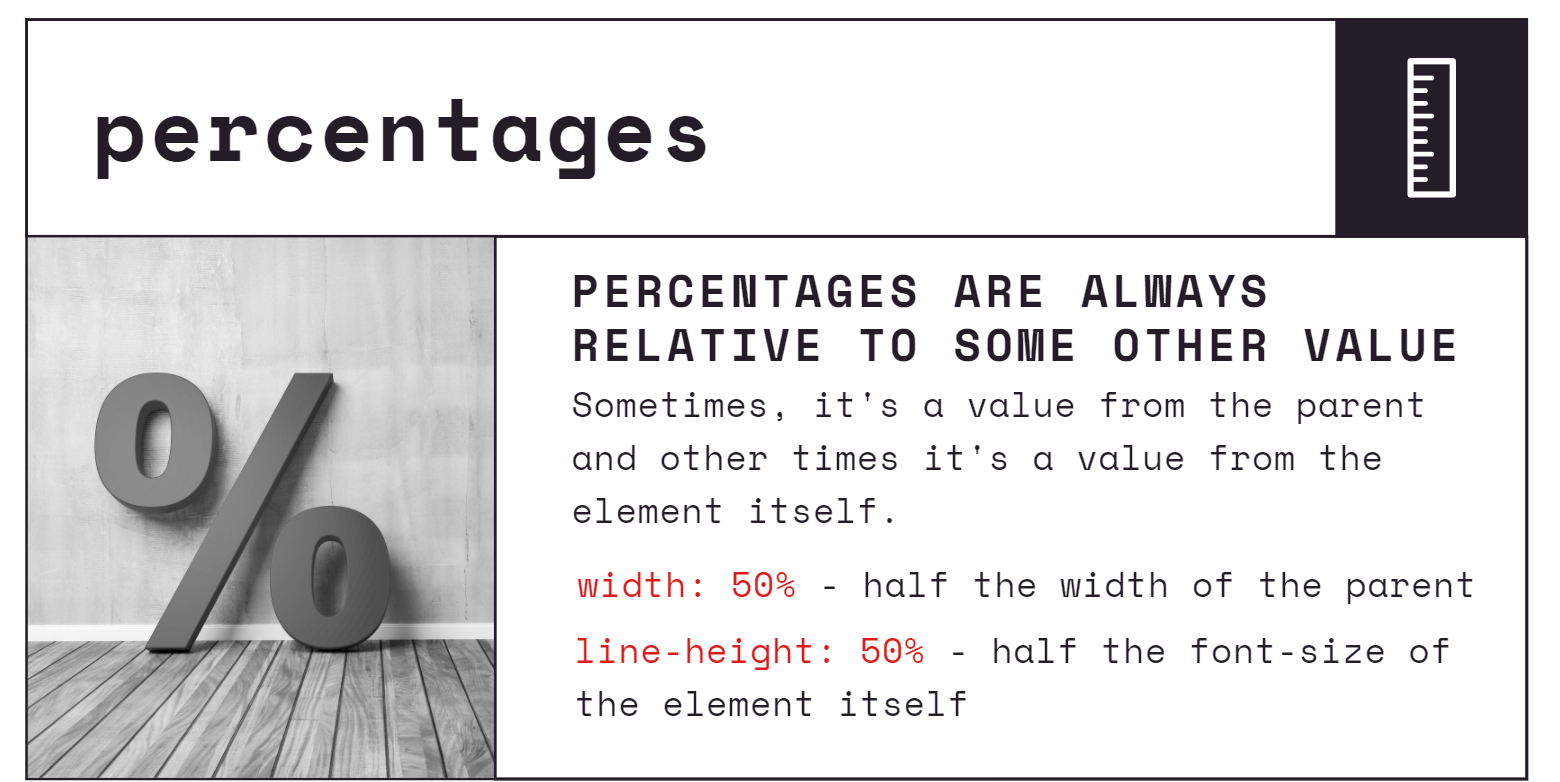 percentages
PERCENTAGES ARE ALWAYS
RELATIVE TO SOME OTHER VALUE
Sometimes, it's a value from the parent
and other times it's a value from the
element itself.
width: 50% - half the width of the parent
line-height: 50% - half the font-size of
the element itself
%